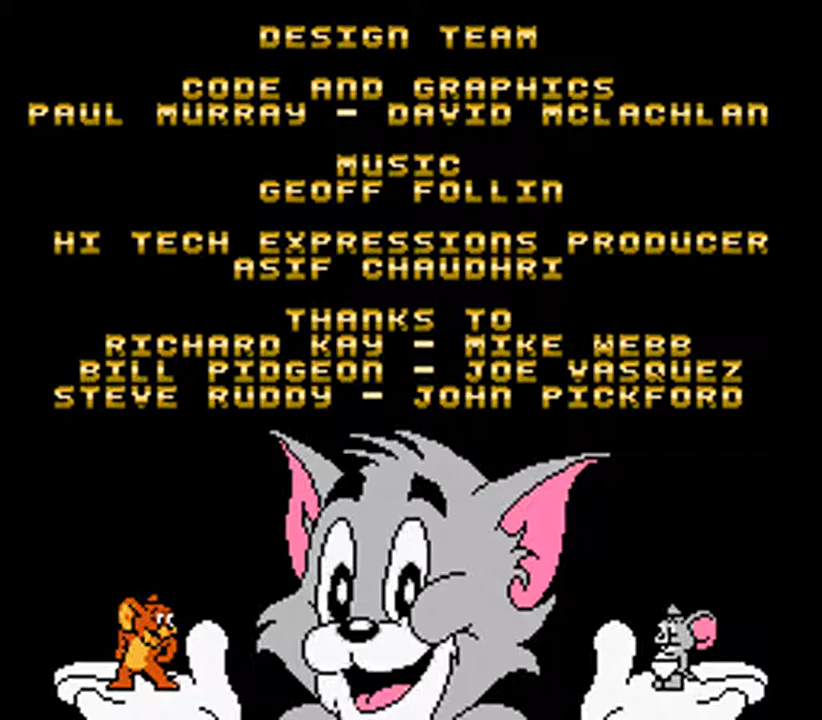 DESIGN TEAM
CODE AND GRAPHICS
PAUL MURRAY - DAVID MCLACHLAN
MUSIC
GEOFF FOLLIN
HI TECH EXPRESSIONS PRODUCER
ASIF CHAUDHRI
THANKS TO
RICHARD KAY - MIKE WEBB
BILL PIDGEON - JOE VASQUEZ
STEVE RUDDY - JOHN PICKFORD